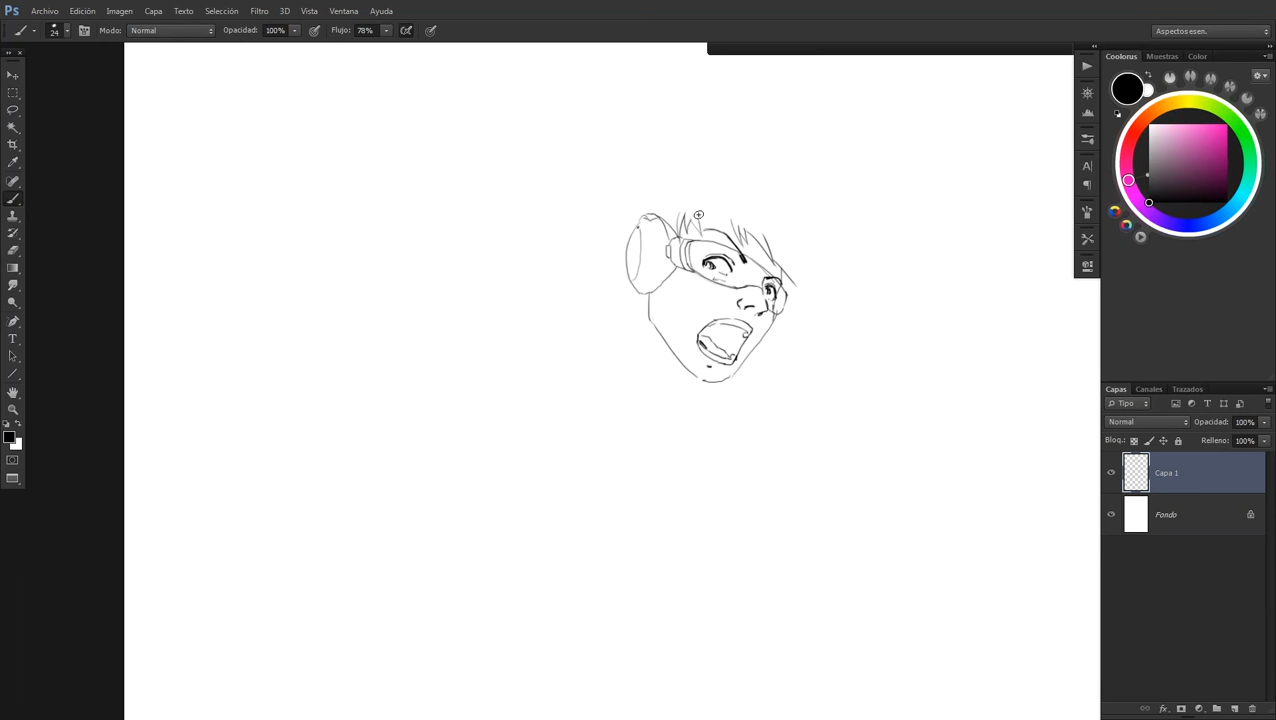 Ps Archivo Edición Imagen Capa Texto Selección Filtro 3D Vista Ventana Ayuda
24 Modo: Normal Opacidad: 100% Flujo: 78% Aspectos esen.
Coolorus Muestras Color
Capas Canales Trazados
Tipo
Normal Opacidad: 100%
Bloq.: Relleno: 100%
Capa 1
Fondo
fx